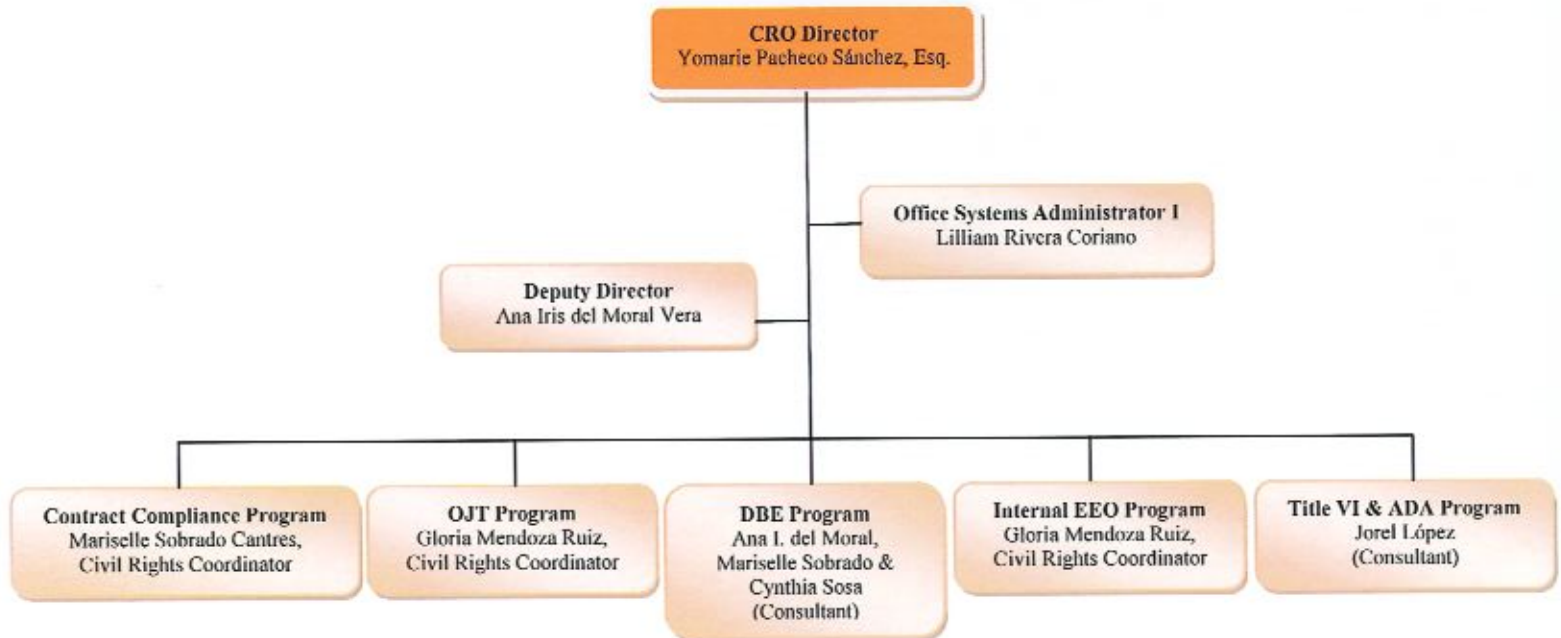 CRO Director
Yomarie Pacheco Sánchez, Esq.
Office Systems Administrator I
Lilliam Rivera Coriano
Deputy Director
Ana Iris del Moral Vera
Contract Compliance Program
Mariselle Sobrado Cantres,
Civil Rights Coordinator
OJT Program
Gloria Mendoza Ruiz,
Civil Rights Coordinator
DBE Program
Ana I. del Moral,
Mariselle Sobrado &
Cynthia Sosa
(Consultant)
Internal EEO Program
Gloria Mendoza Ruiz,
Civil Rights Coordinator
Title VI & ADA Program
Jorel López
(Consultant)